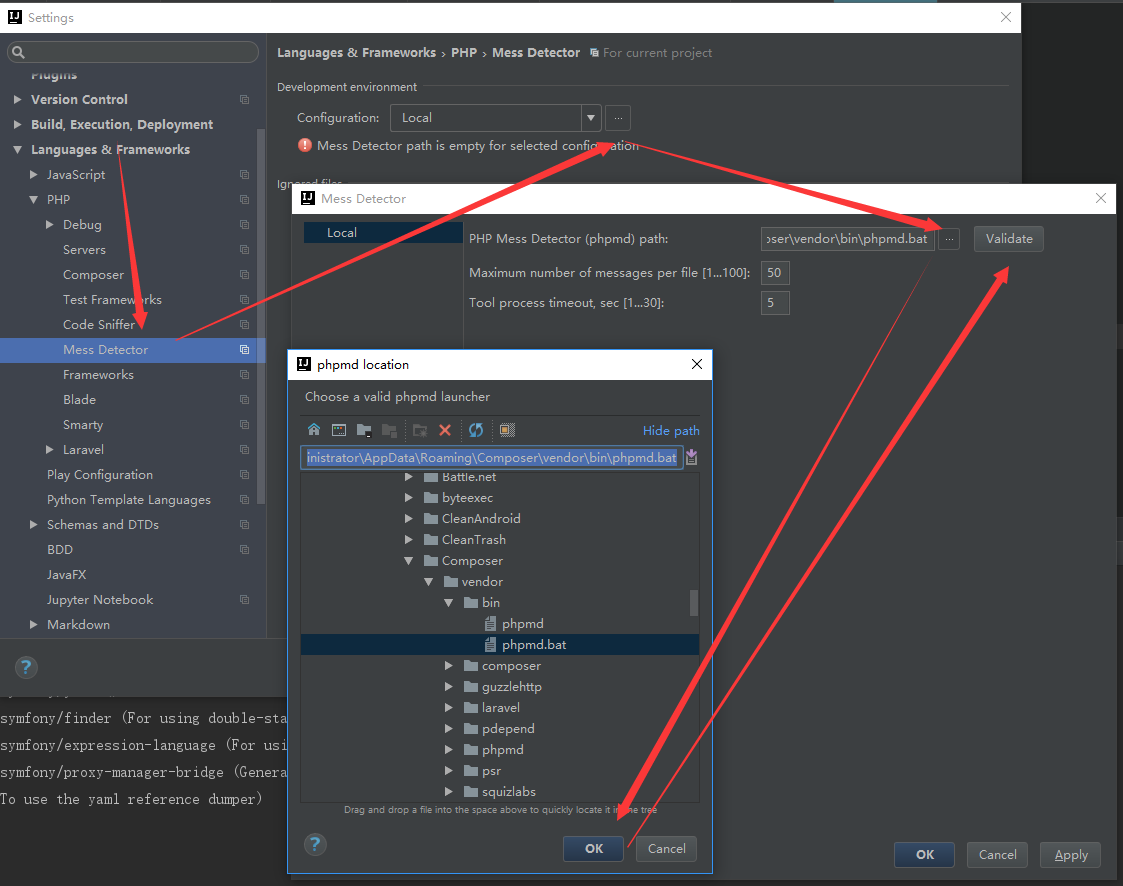 Settings
Plugins
Version Control
Build, Execution, Deployment
Languages & Frameworks
JavaScript
PHP
Debug
Servers
Composer
Test Frameworks
Code Sniffer
Mess Detector
Frameworks
Blade
Smarty
Laravel
Play Configuration
Python Template Languages
Schemas and DTDs
BDD
JavaFX
Jupyter Notebook
Markdown
?
Languages & Frameworks › PHP › Mess Detector For current project
Development environment
Configuration: Local ...
Mess Detector path is empty for selected configuration
Ignored files
Mess Detector
Local
PHP Mess Detector (phpmd) path: oser\vendor\bin\phpmd.bat ... Validate
Maximum number of messages per file [1...100]: 50
Tool process timeout, sec [1...30]: 5
phpmd location
Choose a valid phpmd launcher
Hide path
inistrator\AppData\Roaming\Composer\vendor\bin\phpmd.bat
Battle.net
byteexec
CleanAndroid
CleanTrash
Composer
vendor
bin
phpmd
phpmd.bat
composer
guzzlehttp
laravel
pdepend
phpmd
psr
squizlabs
Drag and drop a file into the space above to quickly locate it in the tree
? OK Cancel
OK Cancel Apply
symfony/finder (For using double-sta
symfony/expression-language (For usi
symfony/proxy-manager-bridge (Genera
To use the yaml reference dumper)